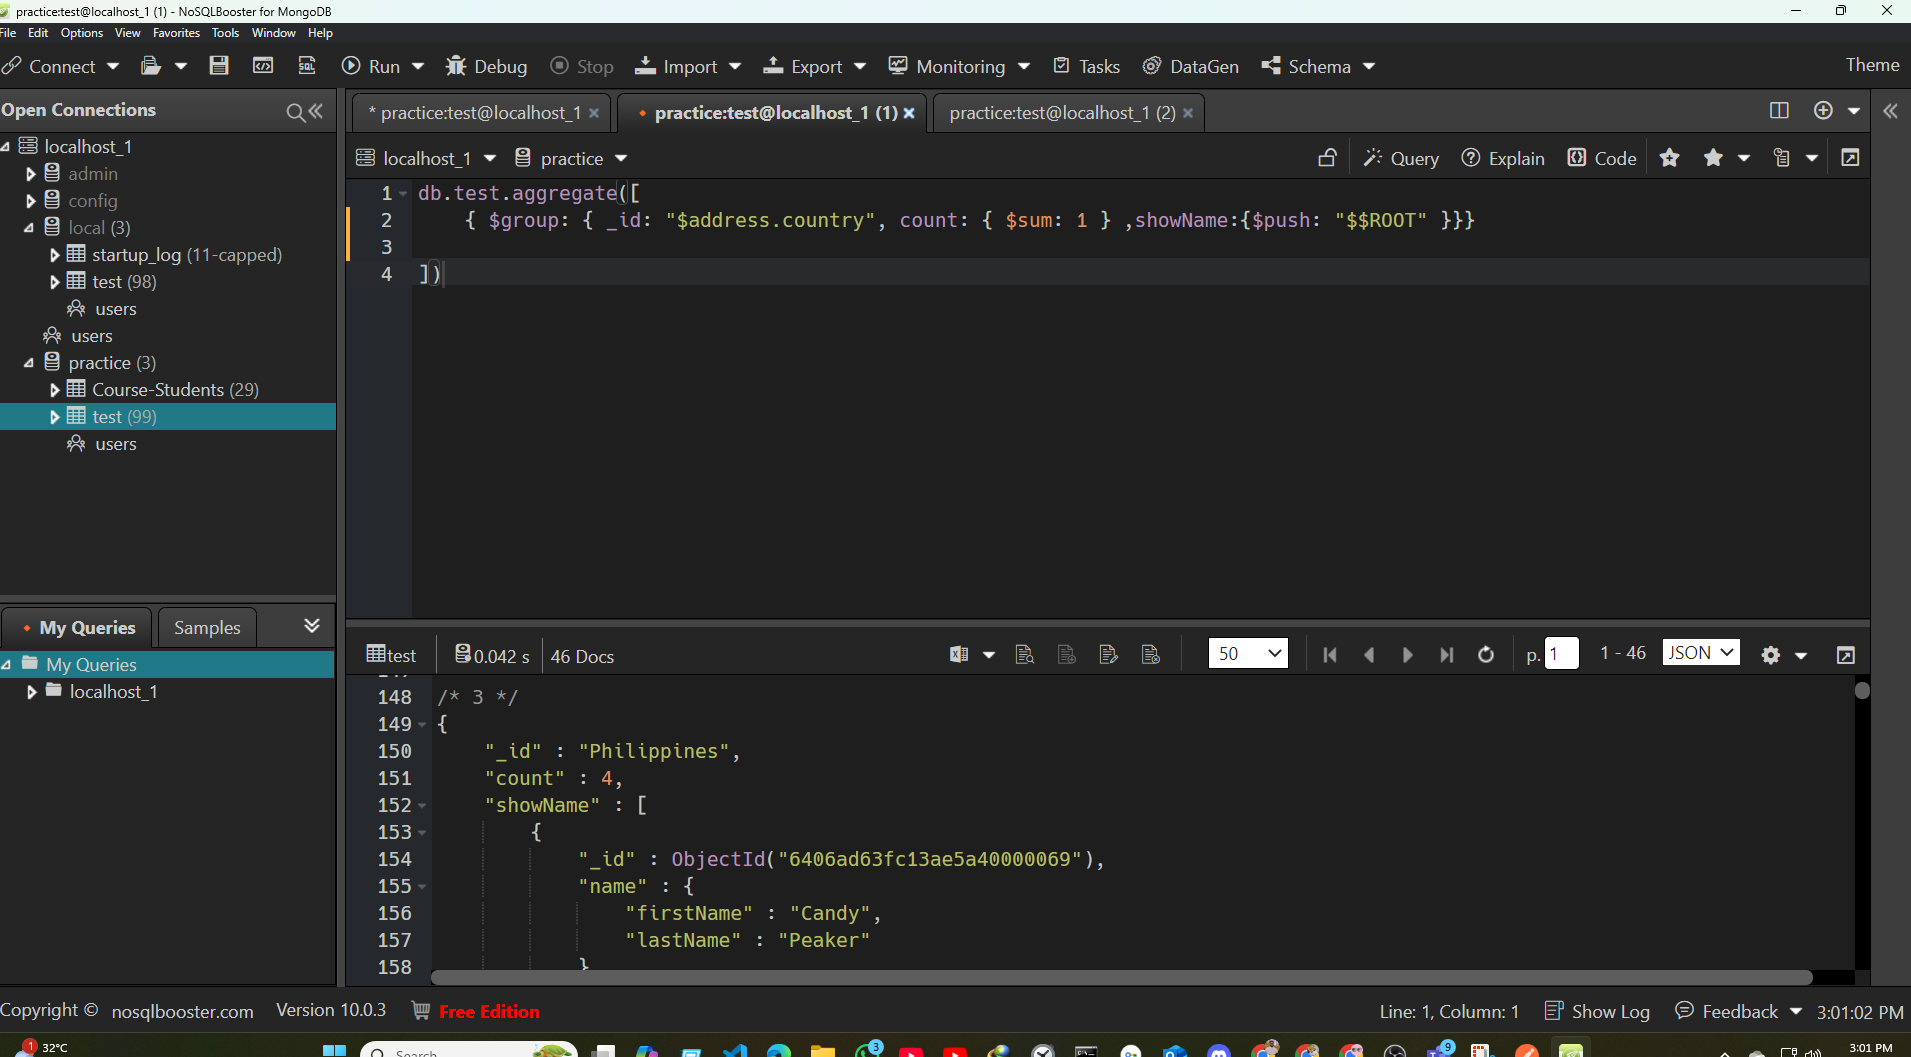 practice:test@localhost_1 (1) - NoSQLBooster for MongoDB
File Edit Options View Favorites Tools Window Help
Connect Run Debug Stop Import Export Monitoring Tasks DataGen Schema Theme
Open Connections
localhost_1
admin
config
local (3)
startup_log (11-capped)
test (98)
users
users
practice (3)
Course-Students (29)
test (99)
users
* practice:test@localhost_1 × practice:test@localhost_1 (1) × practice:test@localhost_1 (2) ×
localhost_1 practice Query Explain Code
1 db.test.aggregate([
2 { $group: { _id: "$address.country", count: { $sum: 1 } ,showName:{$push: "$$ROOT" }}}
3
4 ])
My Queries Samples
My Queries
localhost_1
test 0.042 s 46 Docs 50 p. 1 1 - 46 JSON
148 /* 3 */
149 {
150 "_id" : "Philippines",
151 "count" : 4,
152 "showName" : [
153 {
154 "_id" : ObjectId("6406ad63fc13ae5a40000069"),
155 "name" : {
156 "firstName" : "Candy",
157 "lastName" : "Peaker"
158 }
Copyright © nosqlbooster.com Version 10.0.3 Free Edition Line: 1, Column: 1 Show Log Feedback 3:01:02 PM
1 32°C Search 3 9 3:01 PM